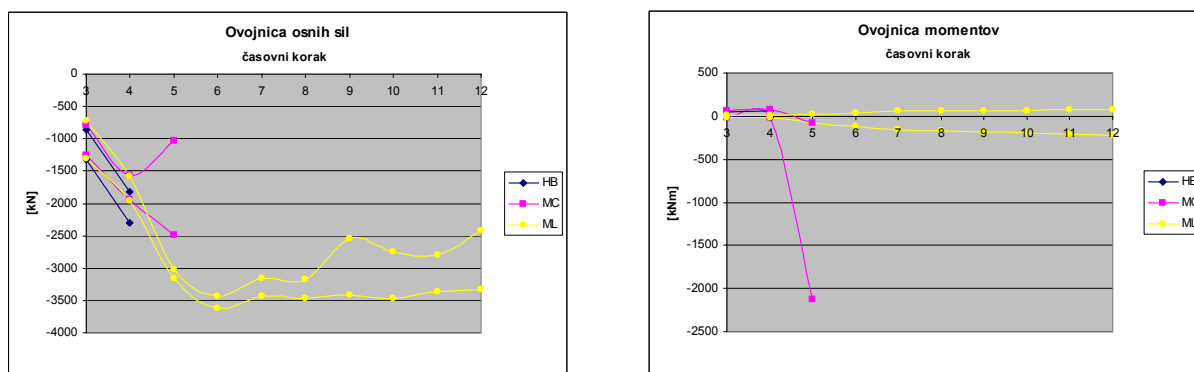 Ovojnica osnih sil
časovni korak
0
3 4 5 6 7 8 9 10 11 12
-500
-1000
-1500
-2000
-2500
-3000
-3500
-4000
[kN]
HB
MC
ML
Ovojnica momentov
časovni korak
500
0
3 4 5 6 7 8 9 10 11 12
-500
-1000
-1500
-2000
-2500
[kNm]
HB
MC
ML